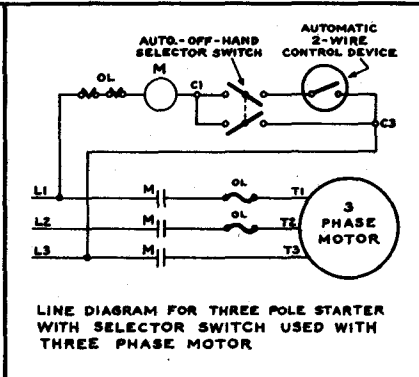 AUTO.-OFF-HAND
SELECTOR SWITCH
AUTOMATIC
2-WIRE
CONTROL DEVICE
OL
M
C1
C3
L1
M
OL
T1
L2
M
OL
T2
L3
M
T3
3
PHASE
MOTOR
LINE DIAGRAM FOR THREE POLE STARTER
WITH SELECTOR SWITCH USED WITH
THREE PHASE MOTOR